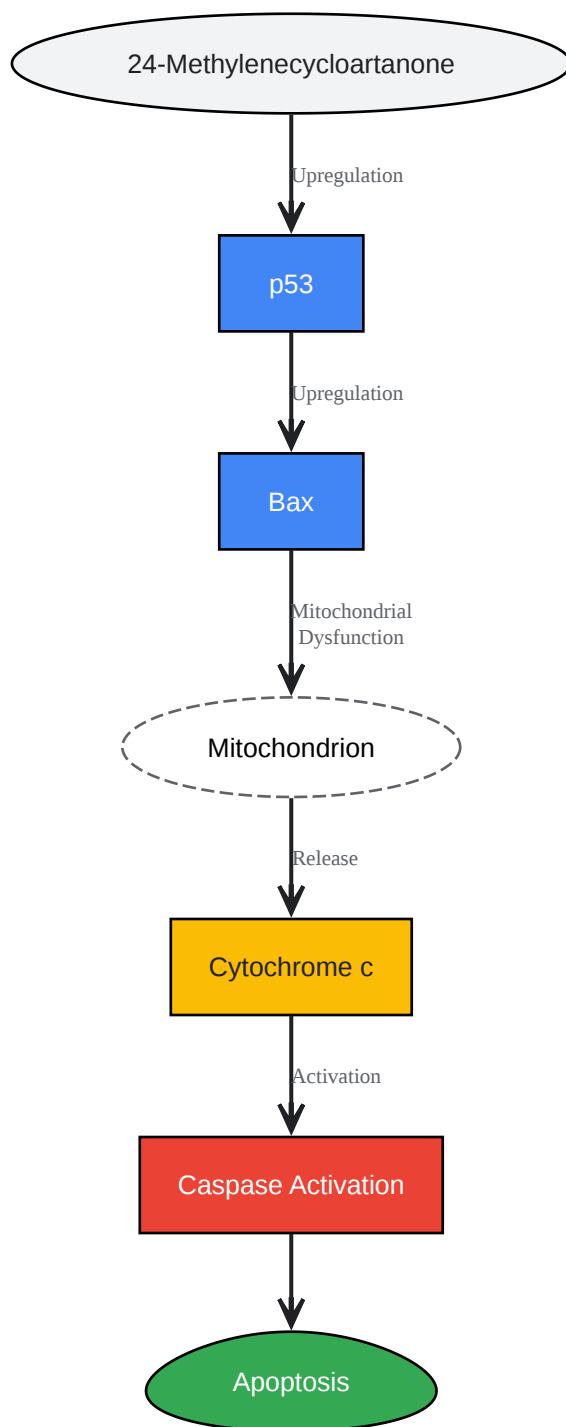 24-Methylenecycloartanone
Upregulation
p53
Upregulation
Bax
Mitochondrial
Dysfunction
Mitochondrion
Release
Cytochrome c
Activation
Caspase Activation
Apoptosis